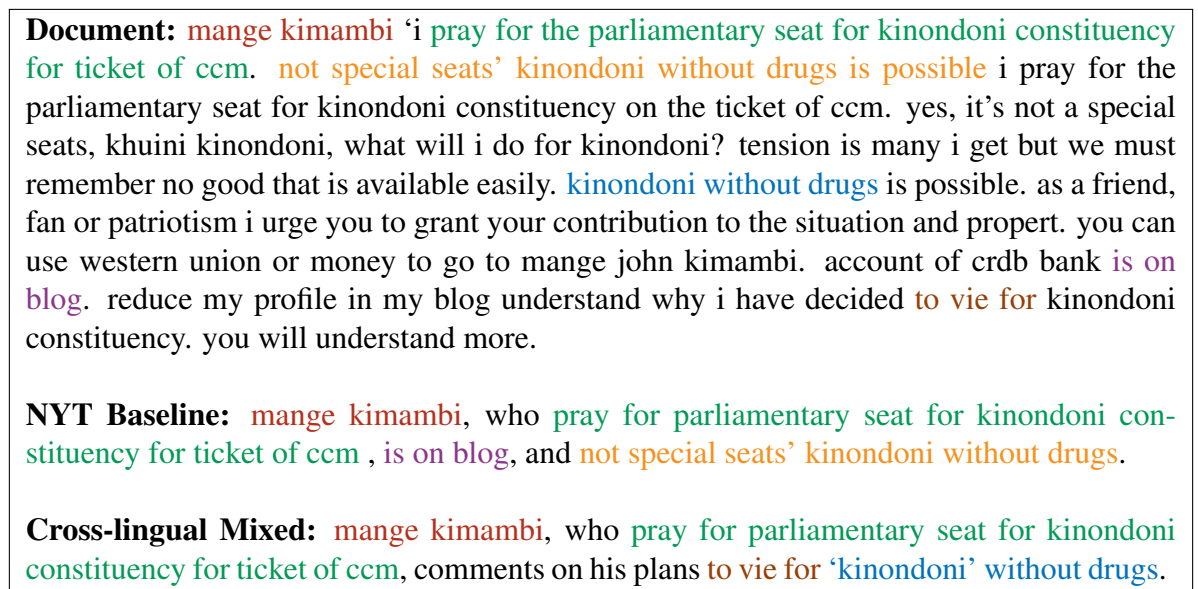 Document: mange kimambi ‘i pray for the parliamentary seat for kinondoni constituency
for ticket of ccm. not special seats’ kinondoni without drugs is possible i pray for the
parliamentary seat for kinondoni constituency on the ticket of ccm. yes, it’s not a special
seats, khuini kinondoni, what will i do for kinondoni? tension is many i get but we must
remember no good that is available easily. kinondoni without drugs is possible. as a friend,
fan or patriotism i urge you to grant your contribution to the situation and propert. you can
use western union or money to go to mange john kimambi. account of crdb bank is on
blog. reduce my profile in my blog understand why i have decided to vie for kinondoni
constituency. you will understand more.
NYT Baseline: mange kimambi, who pray for parliamentary seat for kinondoni con-
stituency for ticket of ccm , is on blog, and not special seats’ kinondoni without drugs.
Cross-lingual Mixed: mange kimambi, who pray for parliamentary seat for kinondoni
constituency for ticket of ccm, comments on his plans to vie for ‘kinondoni’ without drugs.